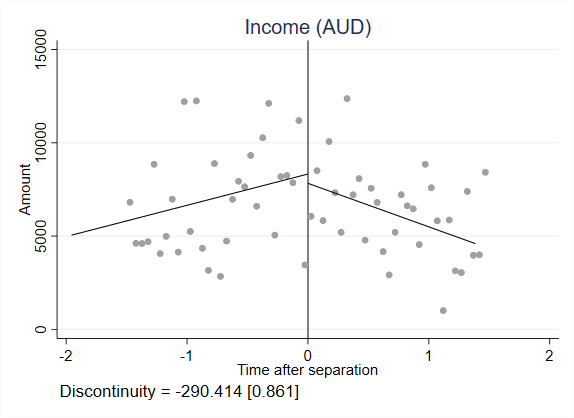 Income (AUD)
Amount
15000
10000
5000
0
-2
-1
0
1
2
Time after separation
Discontinuity = -290.414 [0.861]